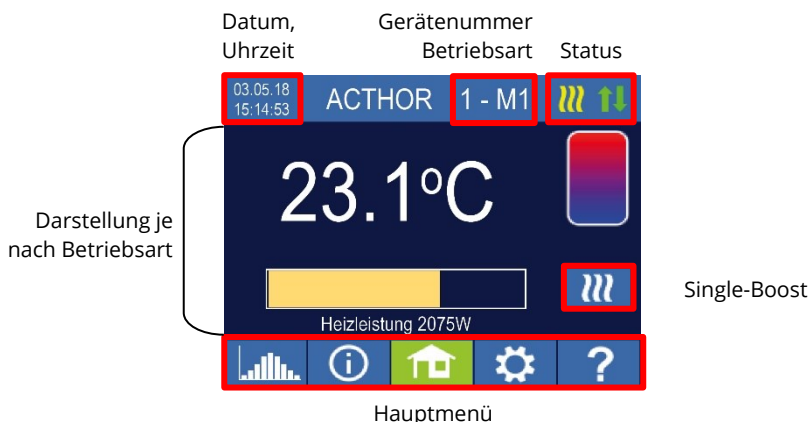 Datum,
Uhrzeit
Gerätenummer
Betriebsart
Status
03.05.18
15:14:53
ACTHOR
1 - M1
Darstellung je
nach Betriebsart
23.1°C
Single-Boost
Heizleistung 2075W
?
Hauptmenü